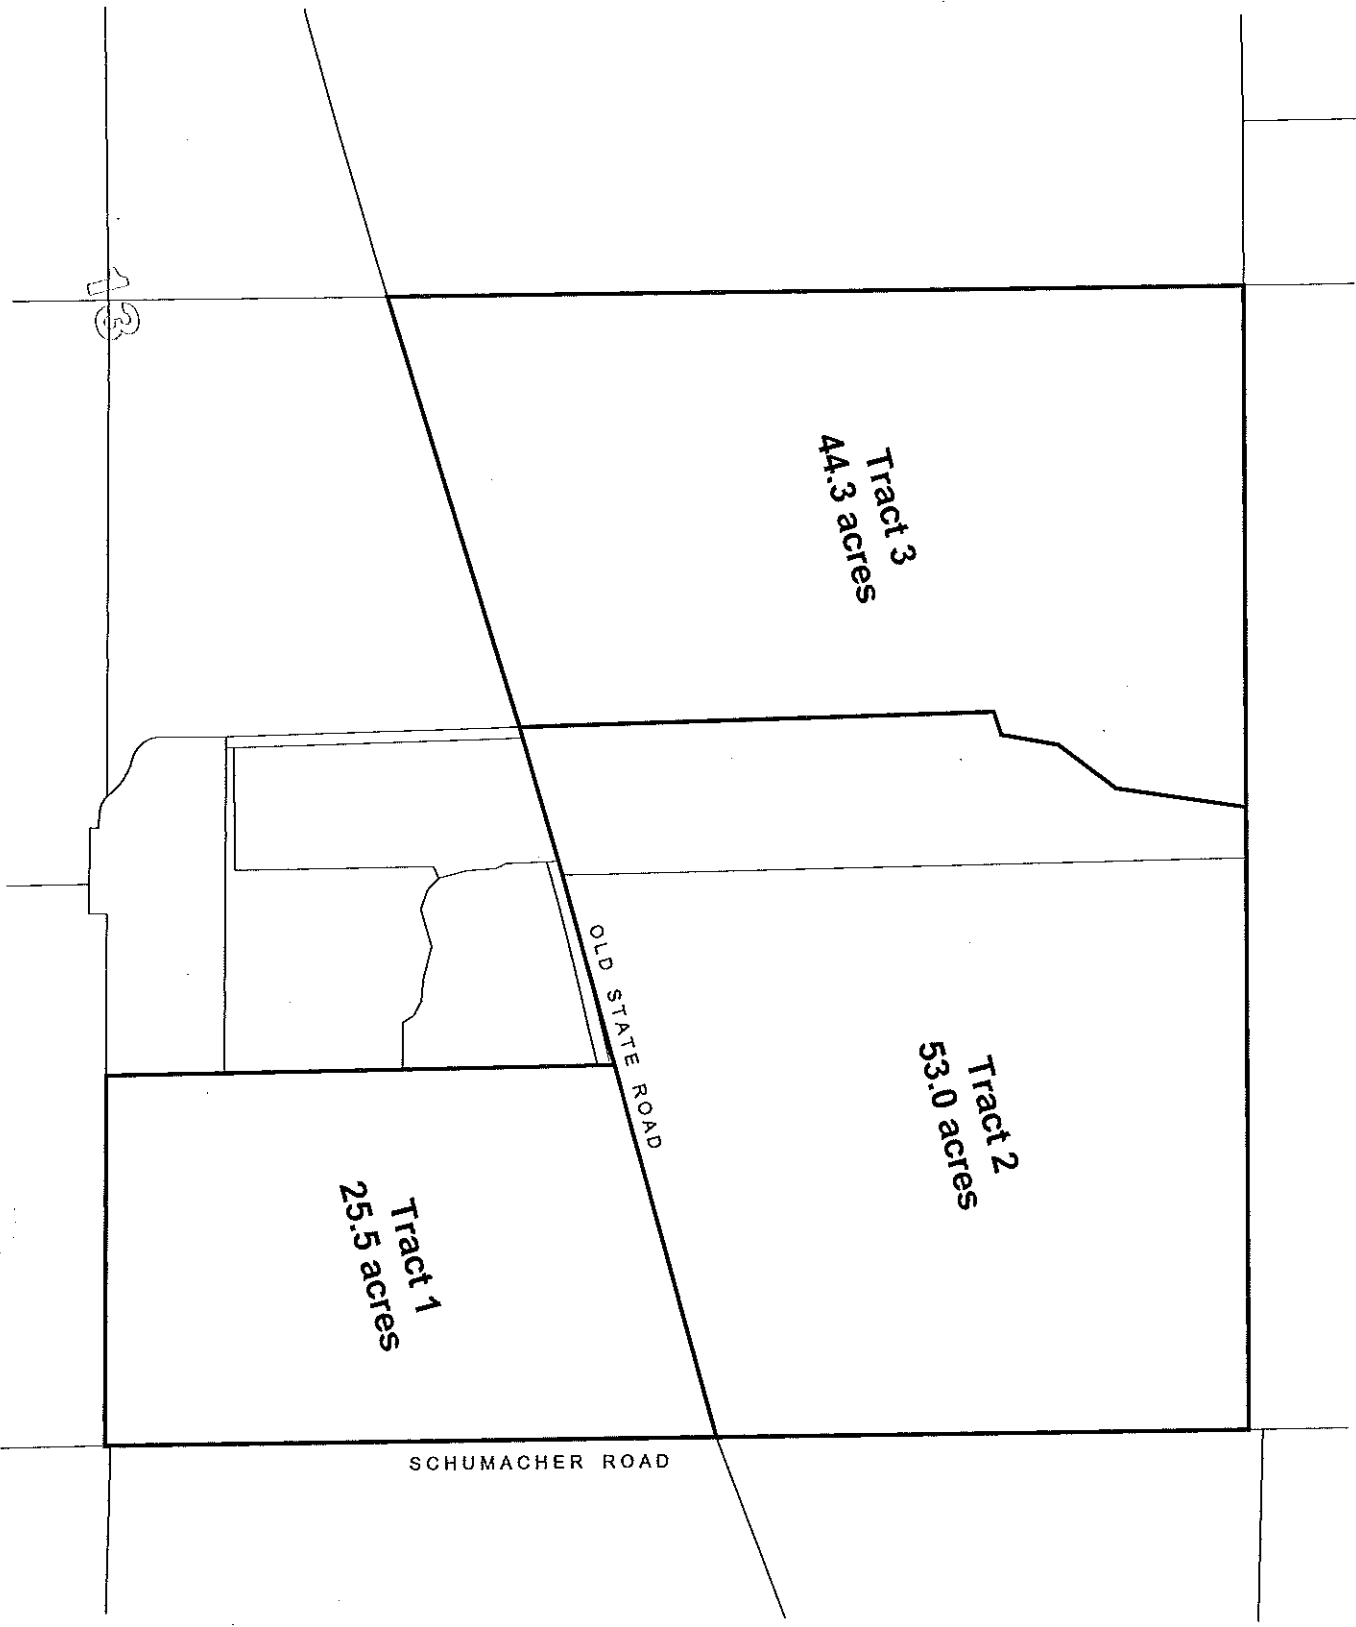 13
Tract 3
44.3 acres
OLD STATE ROAD
Tract 2
53.0 acres
Tract 1
25.5 acres
SCHUMACHER ROAD